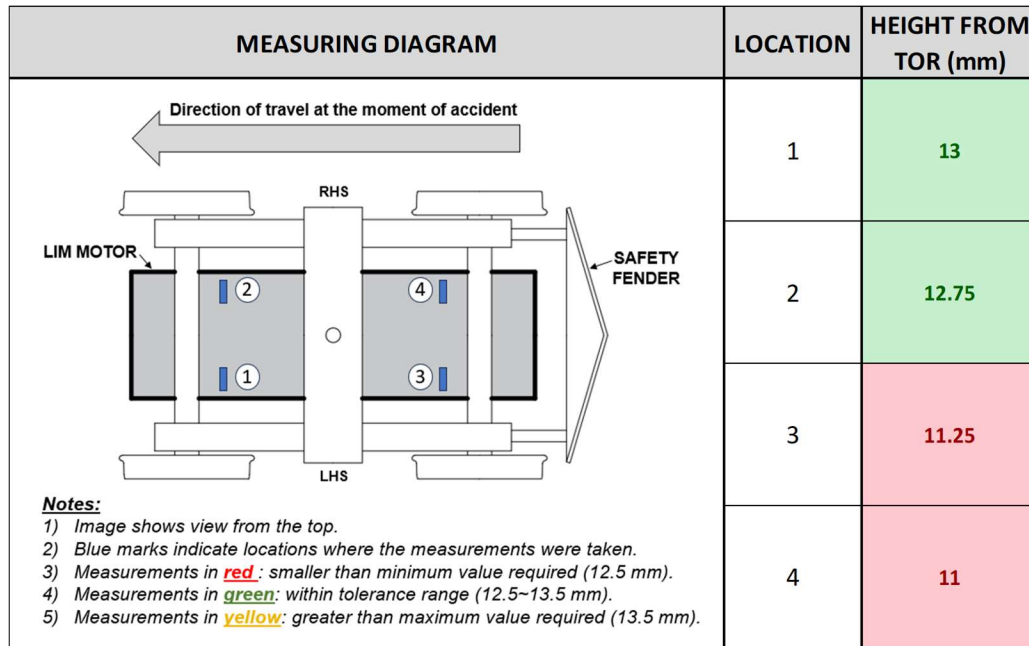 MEASURING DIAGRAM
LOCATION
HEIGHT FROM
TOR (mm)
Direction of travel at the moment of accident
RHS
LIM MOTOR
SAFETY
FENDER
2
4
1
3
LHS
Notes:
1) Image shows view from the top.
2) Blue marks indicate locations where the measurements were taken.
3) Measurements in red : smaller than minimum value required (12.5 mm).
4) Measurements in green: within tolerance range (12.5~13.5 mm).
5) Measurements in yellow: greater than maximum value required (13.5 mm).
1 13
2 12.75
3 11.25
4 11